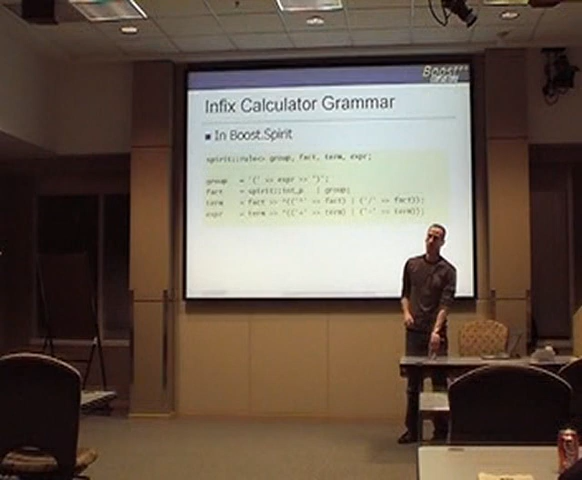 Boost
Infix Calculator Grammar
In Boost.Spirit
spirit::rule<> group, fact, term, expr;
group = '(' >> expr >> ')';
fact = spirit::int_p | group;
term = fact >> *(('*' >> fact) | ('/' >> fact));
expr = term >> *(('+' >> term) | ('-' >> term));